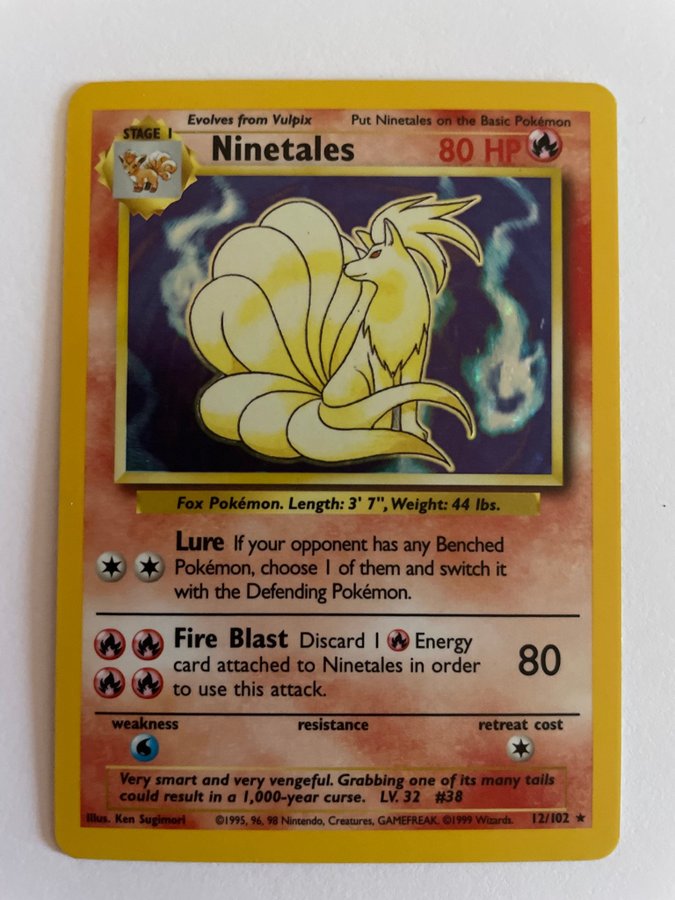 Evolves from Vulpix Put Ninetales on the Basic Pokémon
STAGE 1
Ninetales 80 HP
Fox Pokémon. Length: 3' 7", Weight: 44 lbs.
Lure If your opponent has any Benched
Pokémon, choose 1 of them and switch it
with the Defending Pokémon.
Fire Blast Discard 1 Energy
card attached to Ninetales in order
to use this attack.
80
weakness resistance retreat cost
Very smart and very vengeful. Grabbing one of its many tails
could result in a 1,000-year curse. LV. 32 #38
Illus. Ken Sugimori ©1995, 96, 98 Nintendo, Creatures, GAMEFREAK. ©1999 Wizards. 12/102 ★